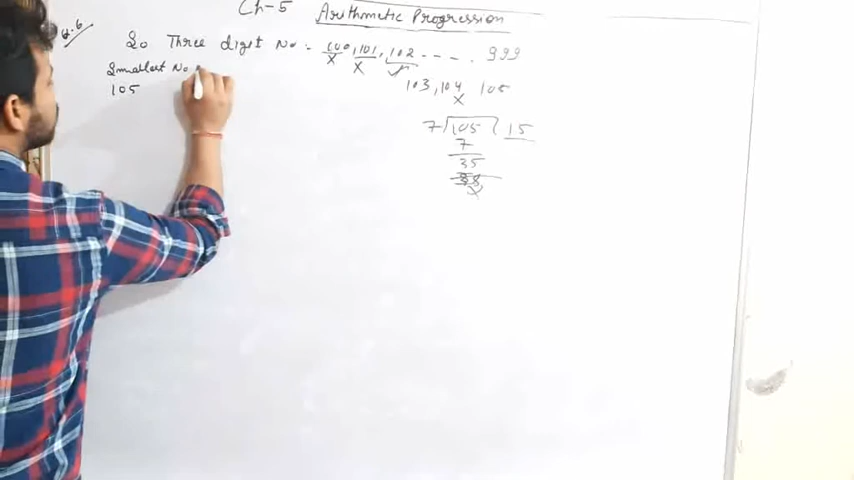 Ch-5 Arithmetic Progression
Q.6
So Three digit No :- 100, 101, 102 - - - . 999
x x ✓
Smallest No
103, 104 105
x
105
7) 105 ( 15
7
35
x